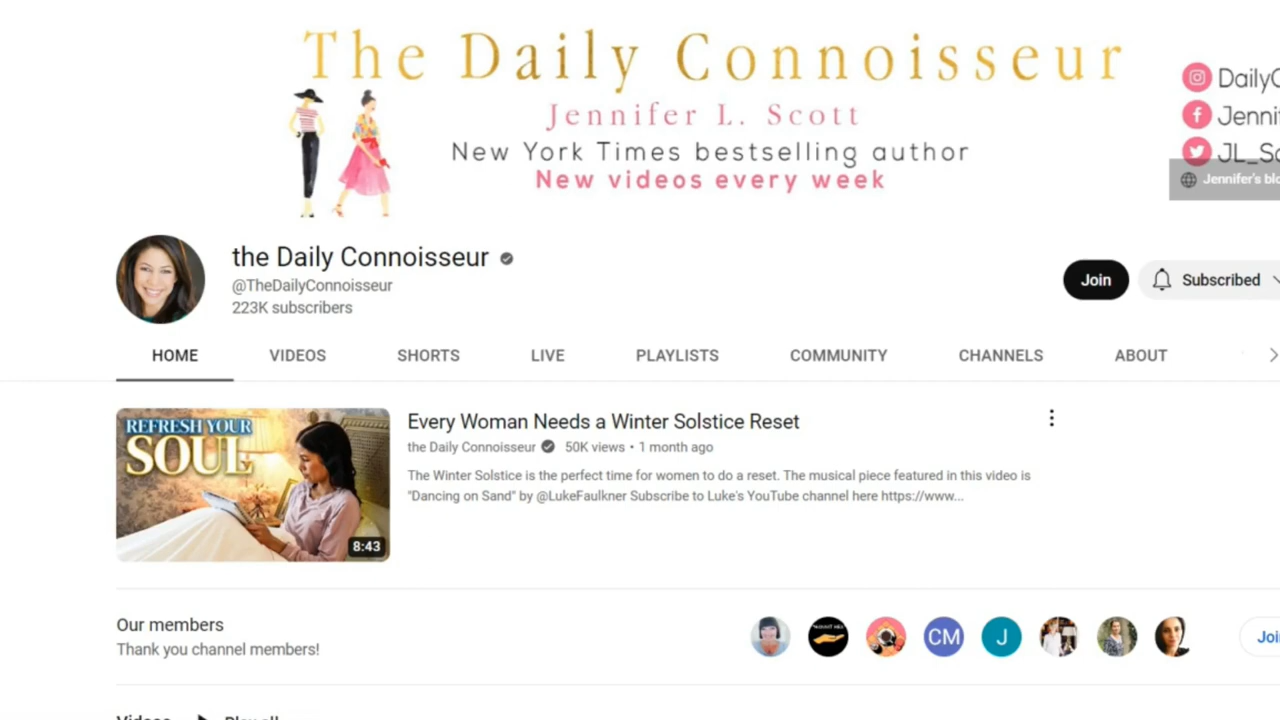 The Daily Connoisseur
Jennifer L. Scott
New York Times bestselling author
New videos every week
Jennifer's
the Daily Connoisseur
@TheDailyConnoisseur
223K subscribers
Join
Subscribed
HOME VIDEOS SHORTS LIVE PLAYLISTS COMMUNITY CHANNELS ABOUT
REFRESH YOUR
SOUL
8:43
Every Woman Needs a Winter Solstice Reset
the Daily Connoisseur 50K views • 1 month ago
The Winter Solstice is the perfect time for women to do a reset. The musical piece featured in this video is
"Dancing on Sand" by @LukeFaulkner Subscribe to Luke's YouTube channel here https://www...
Our members
Thank you channel members!
CM
J
Videos Play all